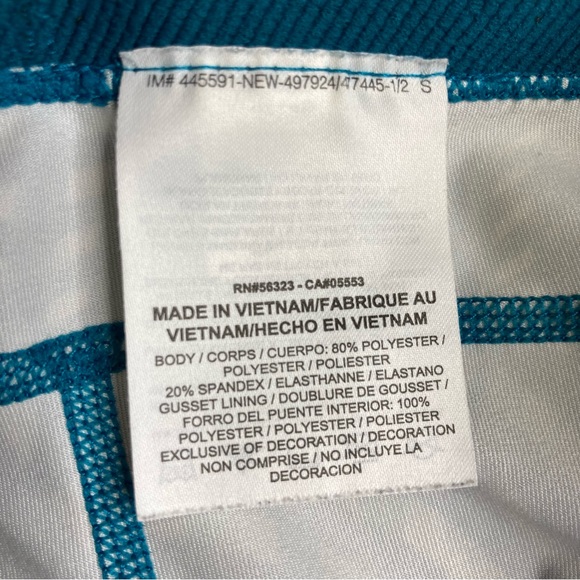 IM# 445591-NEW-497924/47445-1/2 S
RN#56323 - CA#05553
MADE IN VIETNAM/FABRIQUE AU
VIETNAM/HECHO EN VIETNAM
BODY / CORPS / CUERPO: 80% POLYESTER /
POLYESTER / POLIESTER
20% SPANDEX / ELASTHANNE / ELASTANO
GUSSET LINING / DOUBLURE DE GOUSSET /
FORRO DEL PUENTE INTERIOR: 100%
POLYESTER / POLYESTER / POLIESTER
EXCLUSIVE OF DECORATION / DECORATION
NON COMPRISE / NO INCLUYE LA
DECORACION